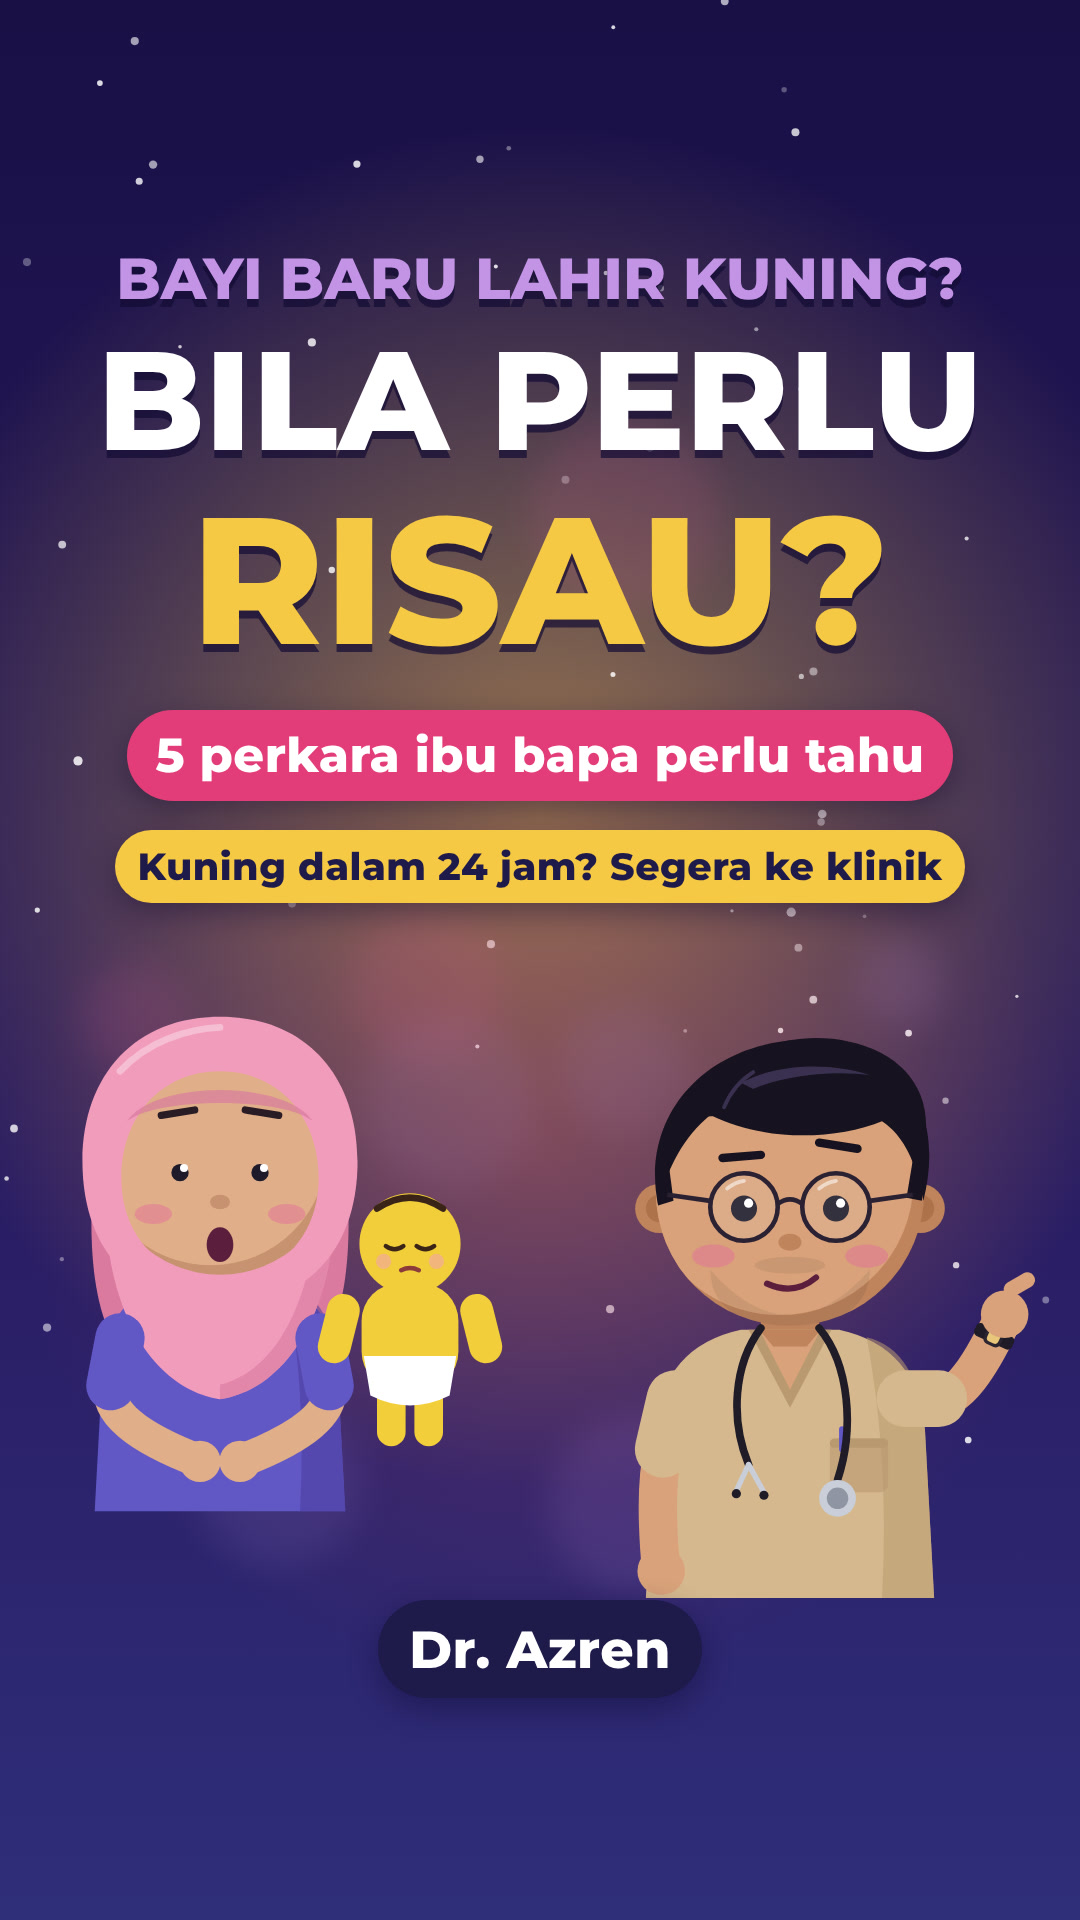 BAYI BARU LAHIR KUNING?
BILA PERLU
RISAU?
5 perkara ibu bapa perlu tahu
Kuning dalam 24 jam? Segera ke klinik
Dr. Azren